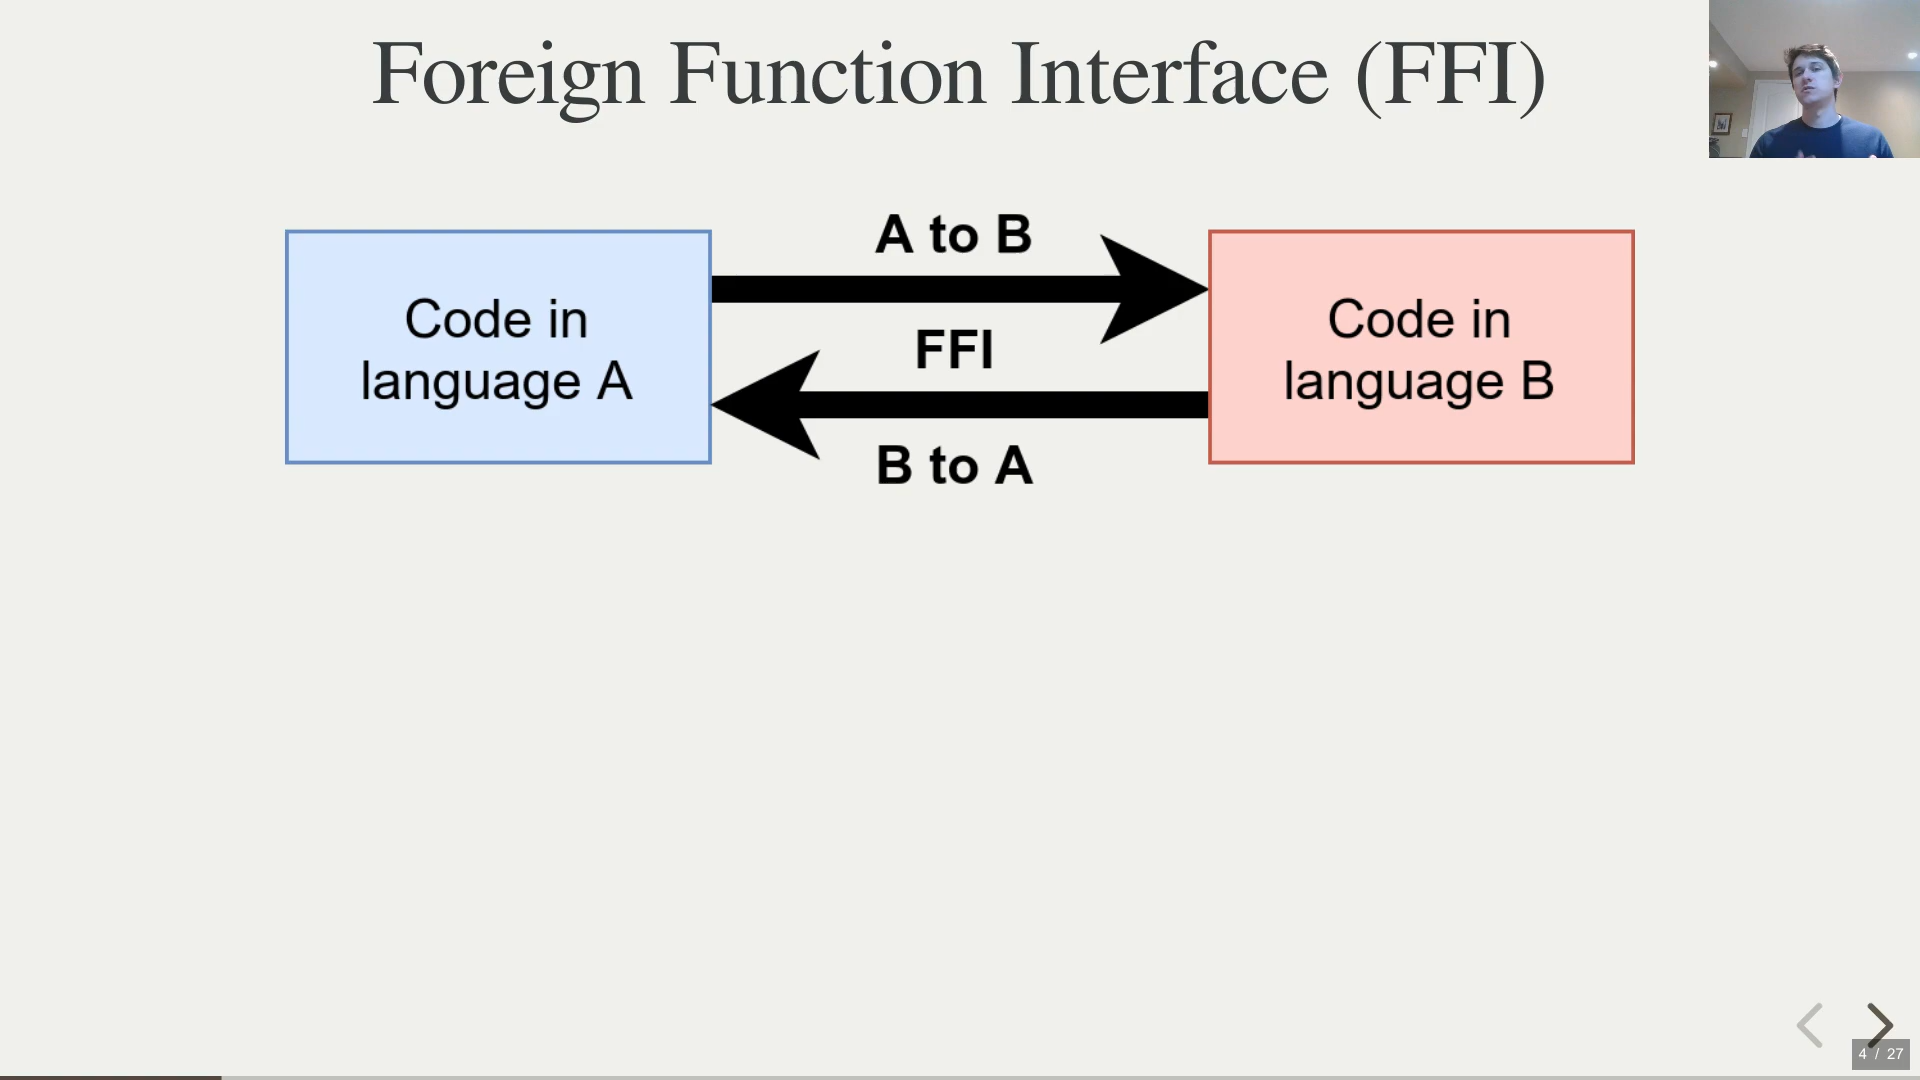 Foreign Function Interface (FFI)
A to B
Code in
language A
FFI
Code in
language B
B to A
4 / 27